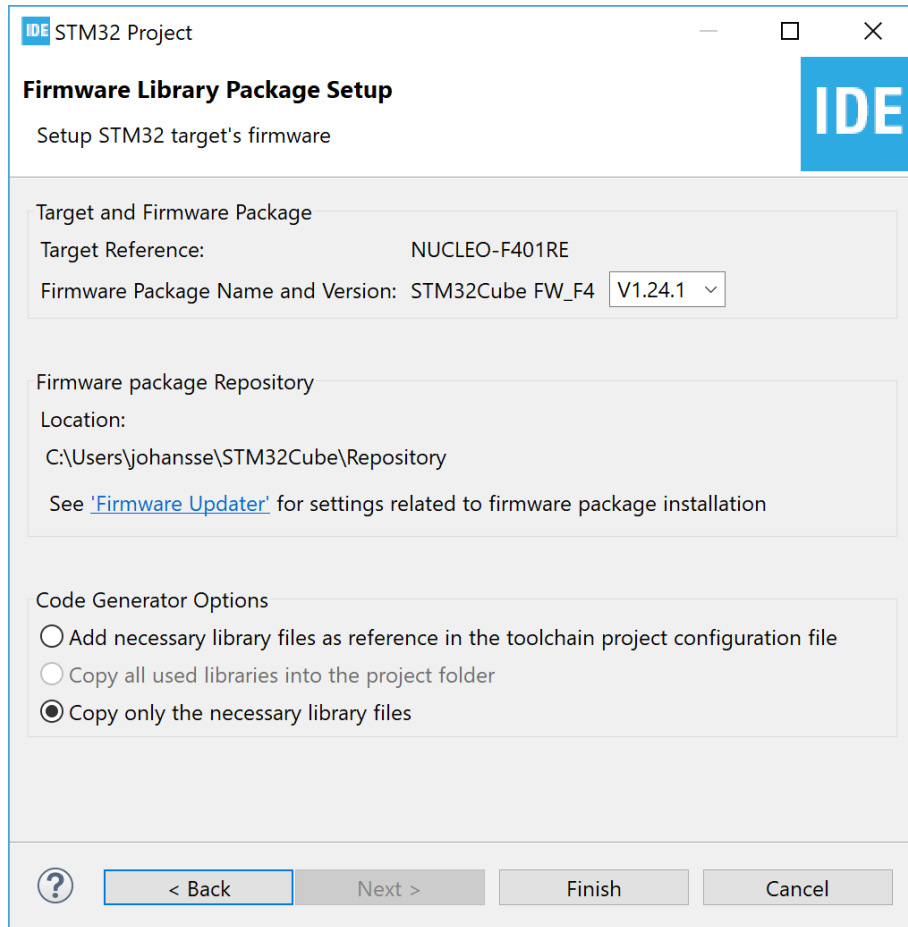 IDE STM32 Project
Firmware Library Package Setup
IDE
Setup STM32 target's firmware
Target and Firmware Package
Target Reference: NUCLEO-F401RE
Firmware Package Name and Version: STM32Cube FW_F4 V1.24.1
Firmware package Repository
Location:
C:\Users\johansse\STM32Cube\Repository
See 'Firmware Updater' for settings related to firmware package installation
Code Generator Options
Add necessary library files as reference in the toolchain project configuration file
Copy all used libraries into the project folder
Copy only the necessary library files
? < Back Next > Finish Cancel